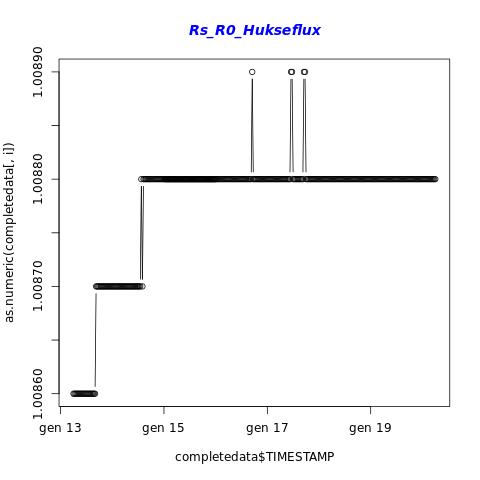 Rs_R0_Hukseflux
as.numeric(completedata[, i])
1.00890
1.00880
1.00870
1.00860
gen 13 gen 15 gen 17 gen 19
completedata$TIMESTAMP